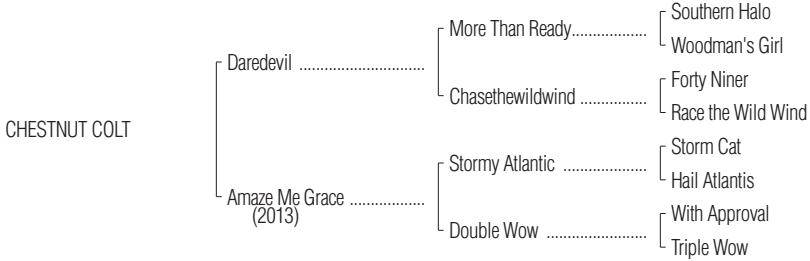 Southern Halo
More Than Ready..................
Woodman's Girl
Daredevil ..............................
Forty Niner
Chasethewildwind ................
Race the Wild Wind
CHESTNUT COLT
Storm Cat
Stormy Atlantic ....................
Hail Atlantis
Amaze Me Grace ..................
(2013)
With Approval
Double Wow ........................
Triple Wow